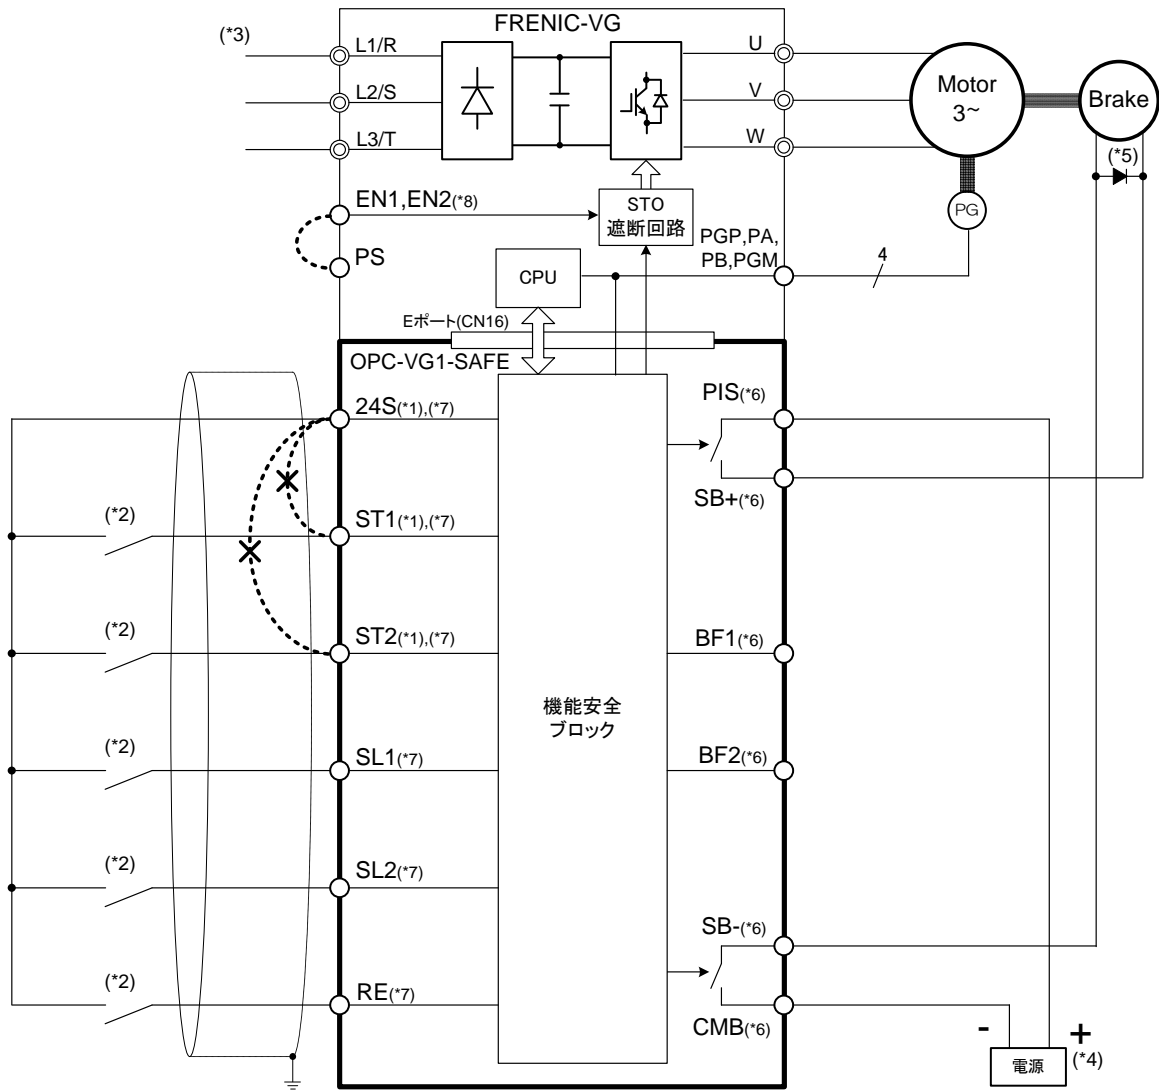 FRENIC-VG
(*3)
L1/R
L2/S
L3/T
U
V
W
Motor
3~
Brake
(*5)
PG
EN1,EN2(*8)
PS
STO
遮断回路
CPU
PGP,PA,
PB,PGM
4
Eポート(CN16)
OPC-VG1-SAFE
24S(*1),(*7)
PIS(*6)
SB+(*6)
(*2)
ST1(*1),(*7)
(*2)
ST2(*1),(*7)
BF1(*6)
機能安全
ブロック
(*2)
SL1(*7)
BF2(*6)
(*2)
SL2(*7)
SB-(*6)
(*2)
RE(*7)
CMB(*6)
-
+
電源
(*4)